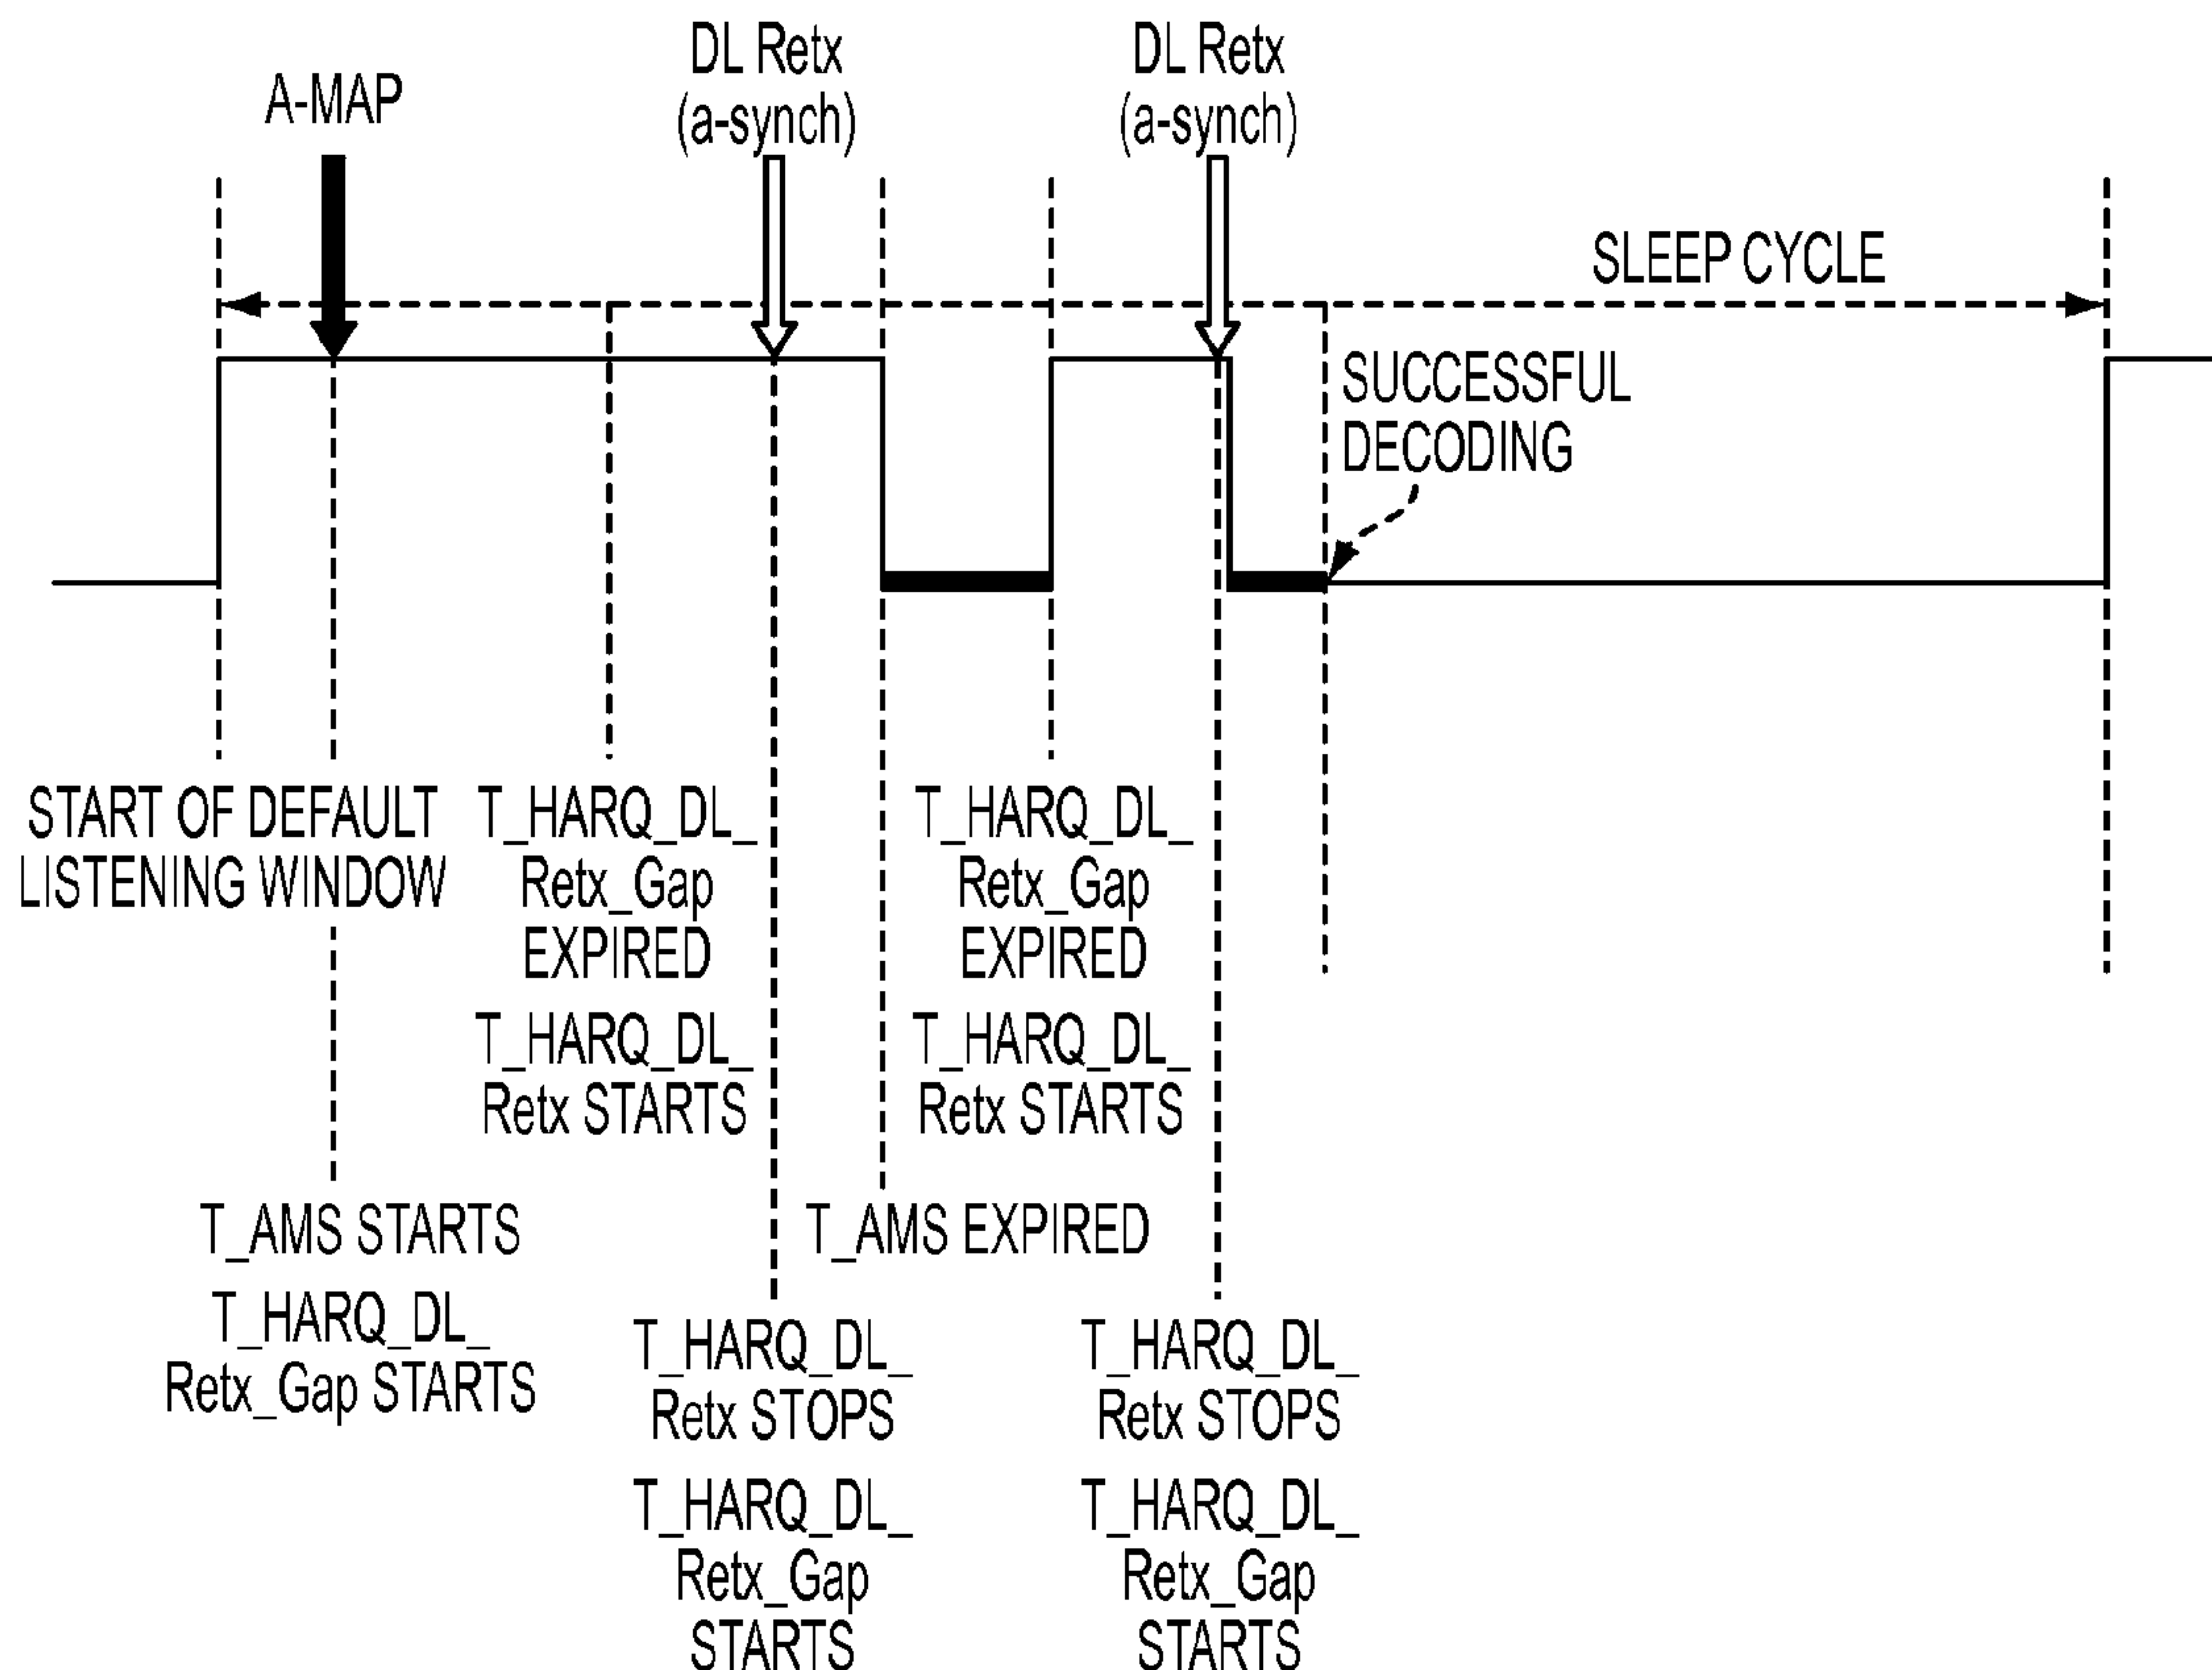 DL Retx
(a-synch)
DL Retx
(a-synch)
A-MAP
SLEEP CYCLE
SUCCESSFUL
DECODING
START OF DEFAULT
LISTENING WINDOW
T_HARQ_DL_
Retx_Gap
EXPIRED
T_HARQ_DL_
Retx STARTS
T_HARQ_DL_
Retx_Gap
EXPIRED
T_HARQ_DL_
Retx STARTS
T_AMS STARTS
T_HARQ_DL_
Retx_Gap STARTS
T_AMS EXPIRED
T_HARQ_DL_
Retx STOPS
T_HARQ_DL_
Retx_Gap
STARTS
T_HARQ_DL_
Retx STOPS
T_HARQ_DL_
Retx_Gap
STARTS